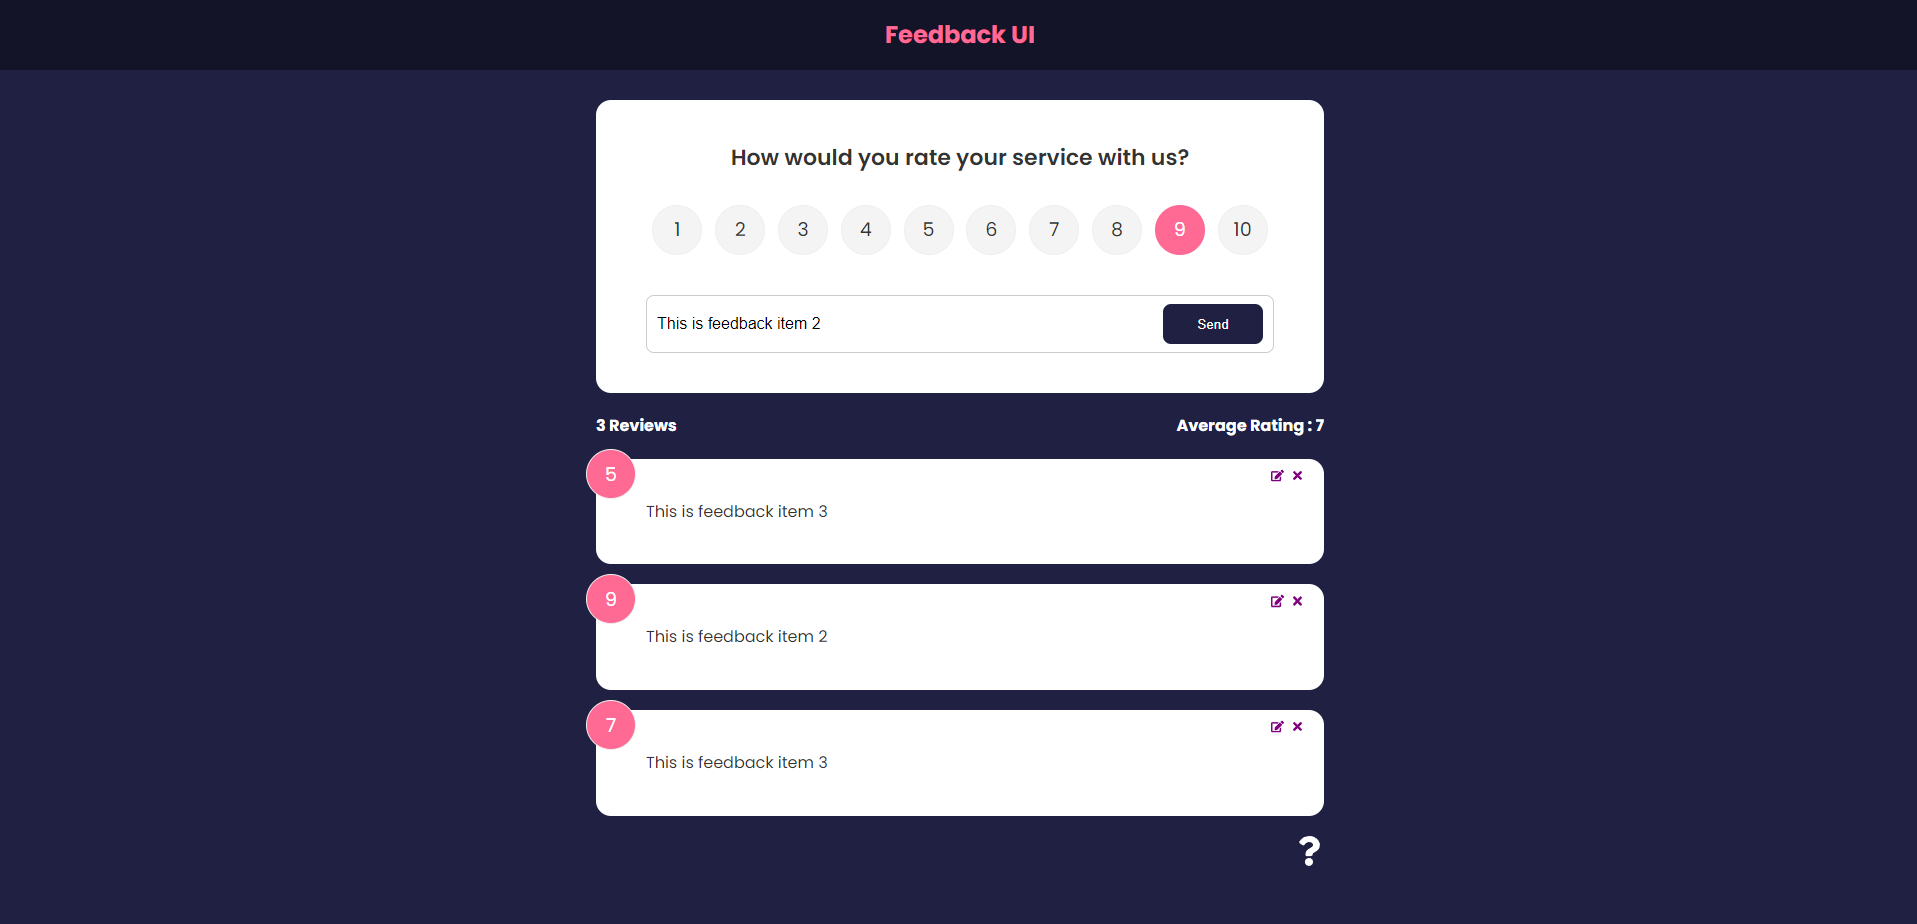 Feedback UI
How would you rate your service with us?
1 2 3 4 5 6 7 8 9 10
This is feedback item 2 Send
3 Reviews Average Rating : 7
5
This is feedback item 3
9
This is feedback item 2
7
This is feedback item 3
?